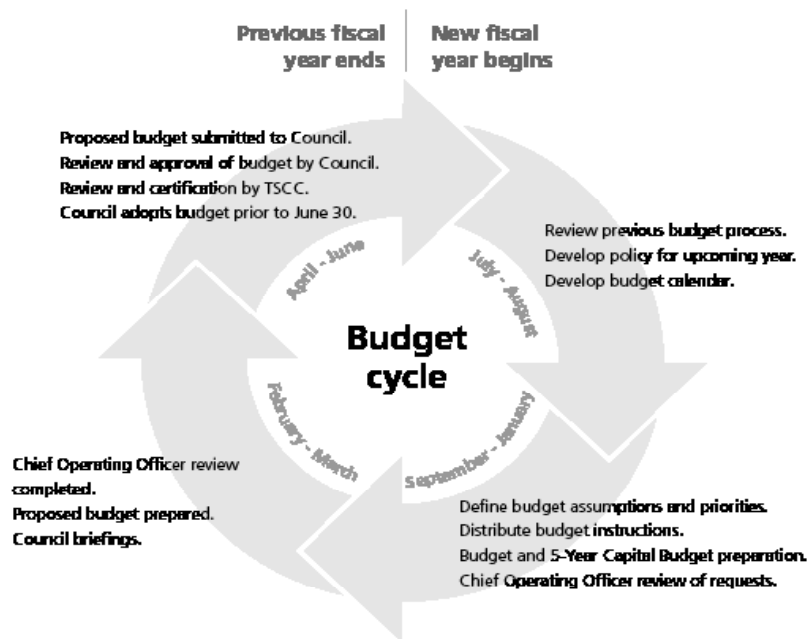 Previous fiscal
year ends
New fiscal
year begins
Proposed budget submitted to Council.
Review and approval of budget by Council.
Review and certification by TSCC.
Council adopts budget prior to June 30.
April - June
July - August
Review previous budget process.
Develop policy for upcoming year.
Develop budget calendar.
Budget
cycle
February - March
September - January
Chief Operating Officer review
completed.
Proposed budget prepared.
Council briefings.
Define budget assumptions and priorities.
Distribute budget instructions.
Budget and 5-Year Capital Budget preparation.
Chief Operating Officer review of requests.